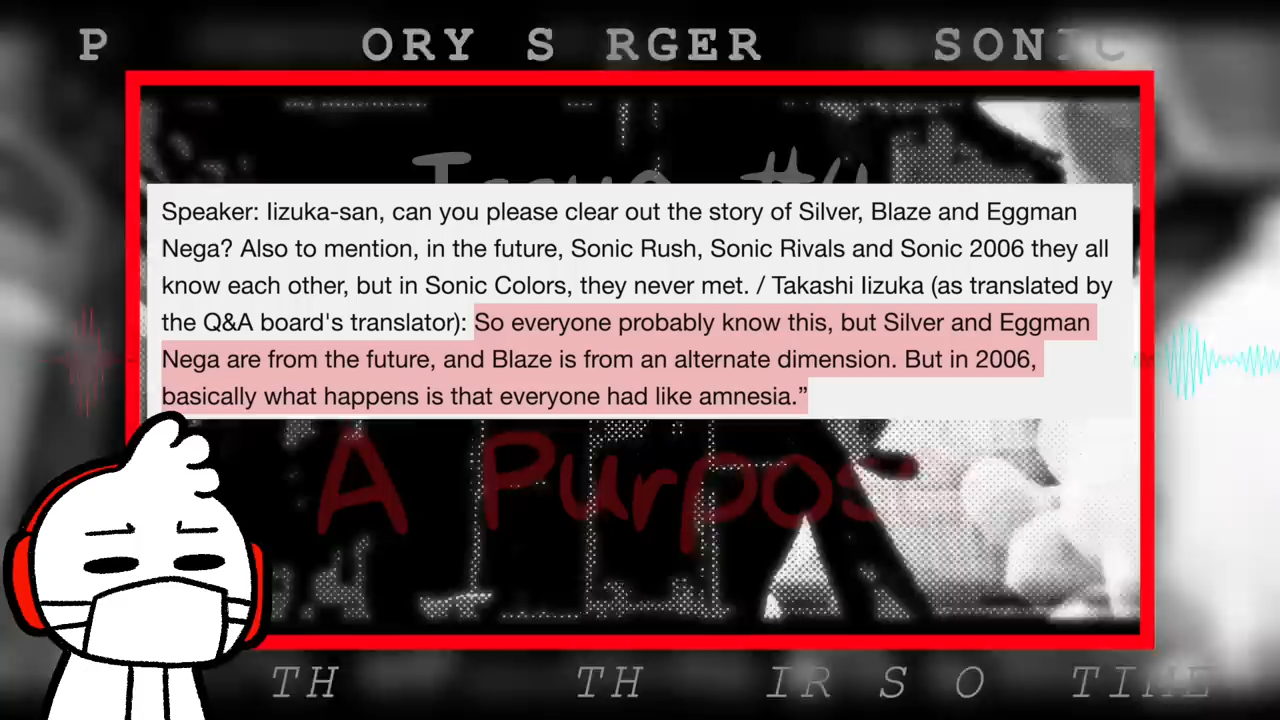 P ORY S RGER SONIC
Issue #4
Speaker: Iizuka-san, can you please clear out the story of Silver, Blaze and Eggman
Nega? Also to mention, in the future, Sonic Rush, Sonic Rivals and Sonic 2006 they all
know each other, but in Sonic Colors, they never met. / Takashi Iizuka (as translated by
the Q&A board's translator): So everyone probably know this, but Silver and Eggman
Nega are from the future, and Blaze is from an alternate dimension. But in 2006,
basically what happens is that everyone had like amnesia.”
A Purpos
TH TH IR S O TIME